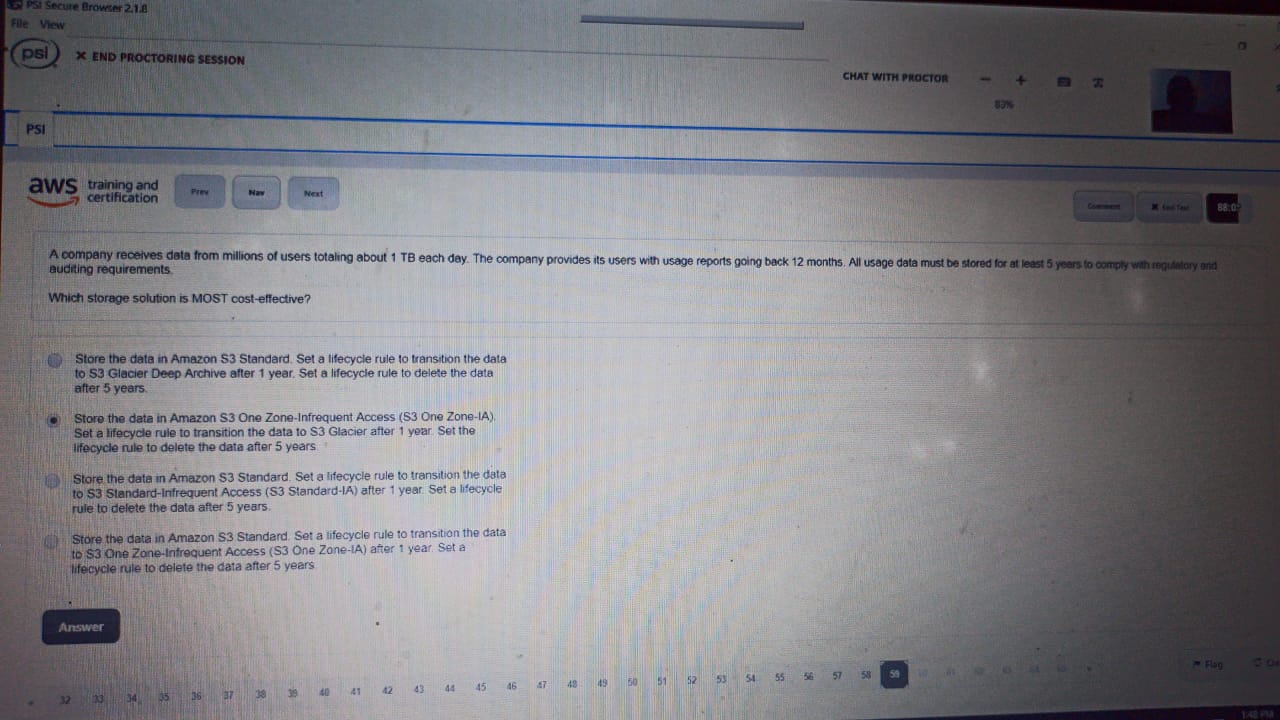 PSI Secure Browser 2.1.8
File View
psi
X END PROCTORING SESSION
CHAT WITH PROCTOR
83%
PSI
aws training and certification
Prev
Nav
Next
Comment
End Test
A company receives data from millions of users totaling about 1 TB each day. The company provides its users with usage reports going back 12 months. All usage data must be stored for at least 5 years to comply with regulatory and
auditing requirements.
Which storage solution is MOST cost-effective?
Store the data in Amazon S3 Standard. Set a lifecycle rule to transition the data
to S3 Glacier Deep Archive after 1 year. Set a lifecycle rule to delete the data
after 5 years.
Store the data in Amazon S3 One Zone-Infrequent Access (S3 One Zone-IA).
Set a lifecycle rule to transition the data to S3 Glacier after 1 year. Set the
lifecycle rule to delete the data after 5 years.
Store the data in Amazon S3 Standard. Set a lifecycle rule to transition the data
to S3 Standard-Infrequent Access (S3 Standard-IA) after 1 year. Set a lifecycle
rule to delete the data after 5 years.
Store the data in Amazon S3 Standard. Set a lifecycle rule to transition the data
to S3 One Zone-Infrequent Access (S3 One Zone-IA) after 1 year. Set a
lifecycle rule to delete the data after 5 years.
Answer
Flag
32 33 34 35 36 37 38 39 40 41 42 43 44 45 46 47 48 49 50 51 52 53 54 55 56 57 58 59
1:48 PM